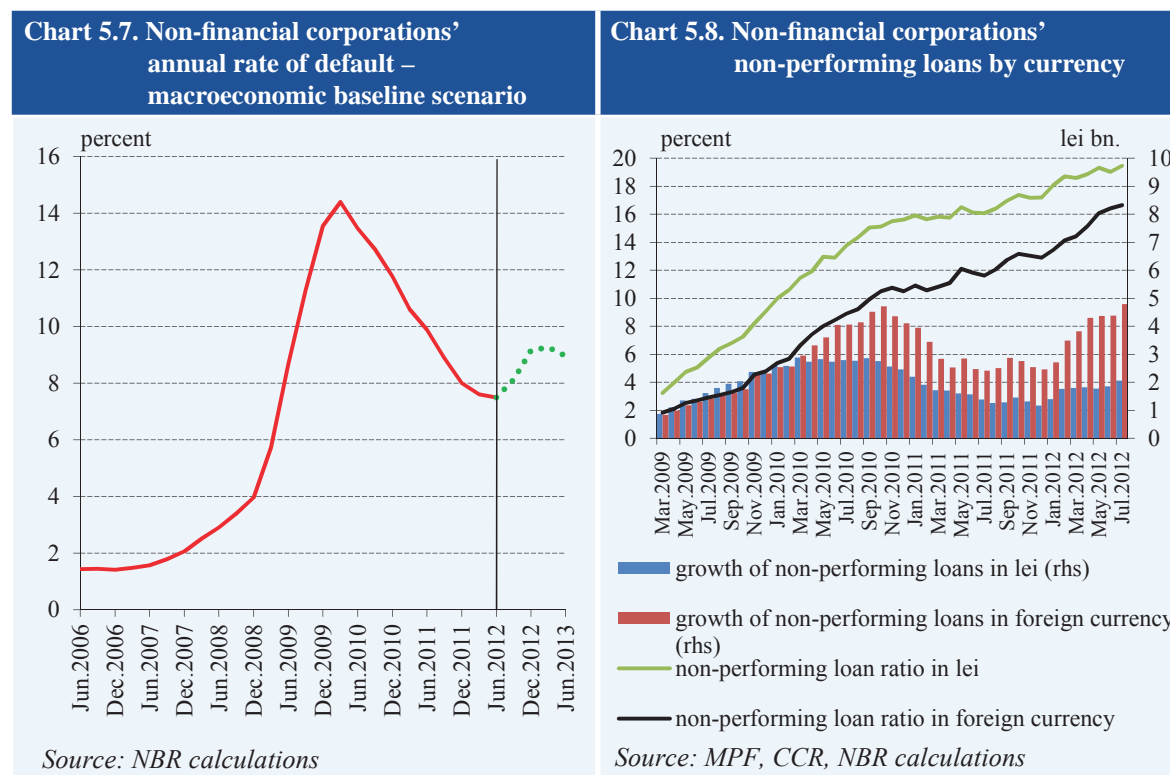 Chart 5.7. Non-financial corporations’
annual rate of default –
macroeconomic baseline scenario
percent
16
14
12
10
8
6
4
2
0
Jun.2006
Dec.2006
Jun.2007
Dec.2007
Jun.2008
Dec.2008
Jun.2009
Dec.2009
Jun.2010
Dec.2010
Jun.2011
Dec.2011
Jun.2012
Dec.2012
Jun.2013
Source: NBR calculations
Chart 5.8. Non-financial corporations’
non-performing loans by currency
percent
lei bn.
20
18
16
14
12
10
8
6
4
2
0
10
9
8
7
6
5
4
3
2
1
0
Mar.2009
May.2009
Jul.2009
Sep.2009
Nov.2009
Jan.2010
Mar.2010
May.2010
Jul.2010
Sep.2010
Nov.2010
Jan.2011
Mar.2011
May.2011
Jul.2011
Sep.2011
Nov.2011
Jan.2012
Mar.2012
May.2012
Jul.2012
growth of non-performing loans in lei (rhs)
growth of non-performing loans in foreign currency
(rhs)
non-performing loan ratio in lei
non-performing loan ratio in foreign currency
Source: MPF, CCR, NBR calculations